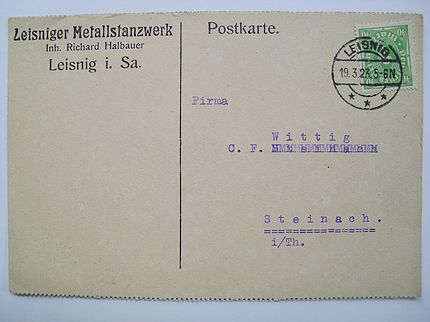 Leisniger Metallstanzwerk
Inh. Richard Halbauer
Leisnig i. Sa.
Postkarte.
LEISNIG
19.3.23.5-6N
* * *
Firma
Wittig
C. F.
Steinach.
i/Th.